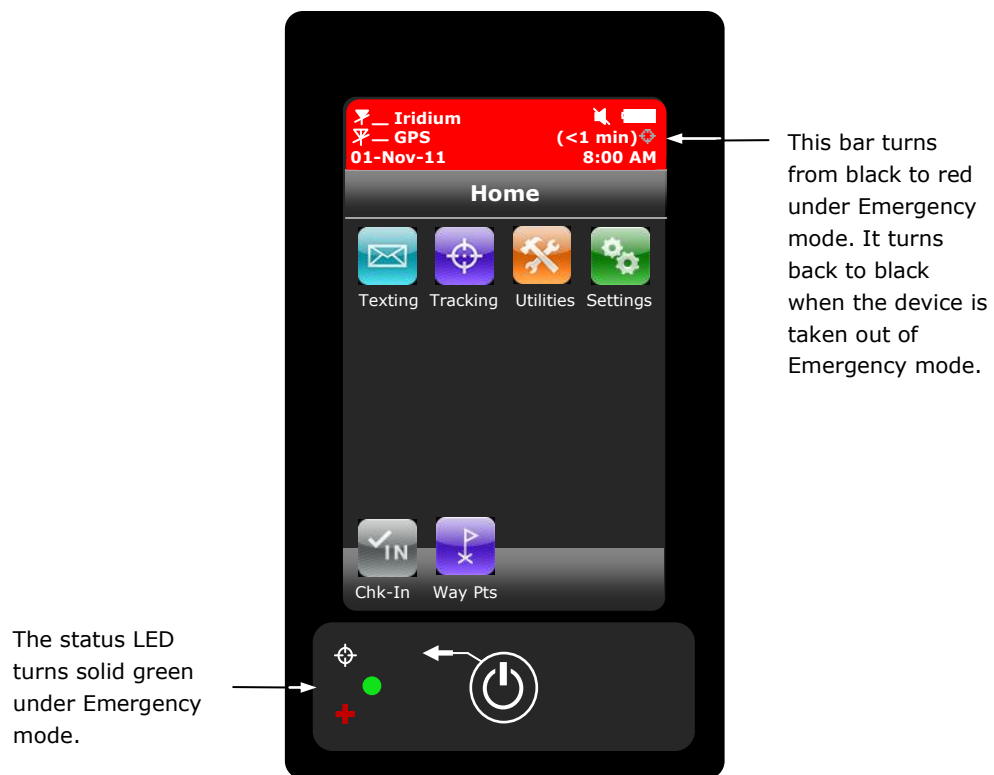 Iridium
GPS (<1 min)
01-Nov-11 8:00 AM
Home
Texting Tracking Utilities Settings
IN
Chk-In Way Pts
This bar turns
from black to red
under Emergency
mode. It turns
back to black
when the device is
taken out of
Emergency mode.
The status LED
turns solid green
under Emergency
mode.